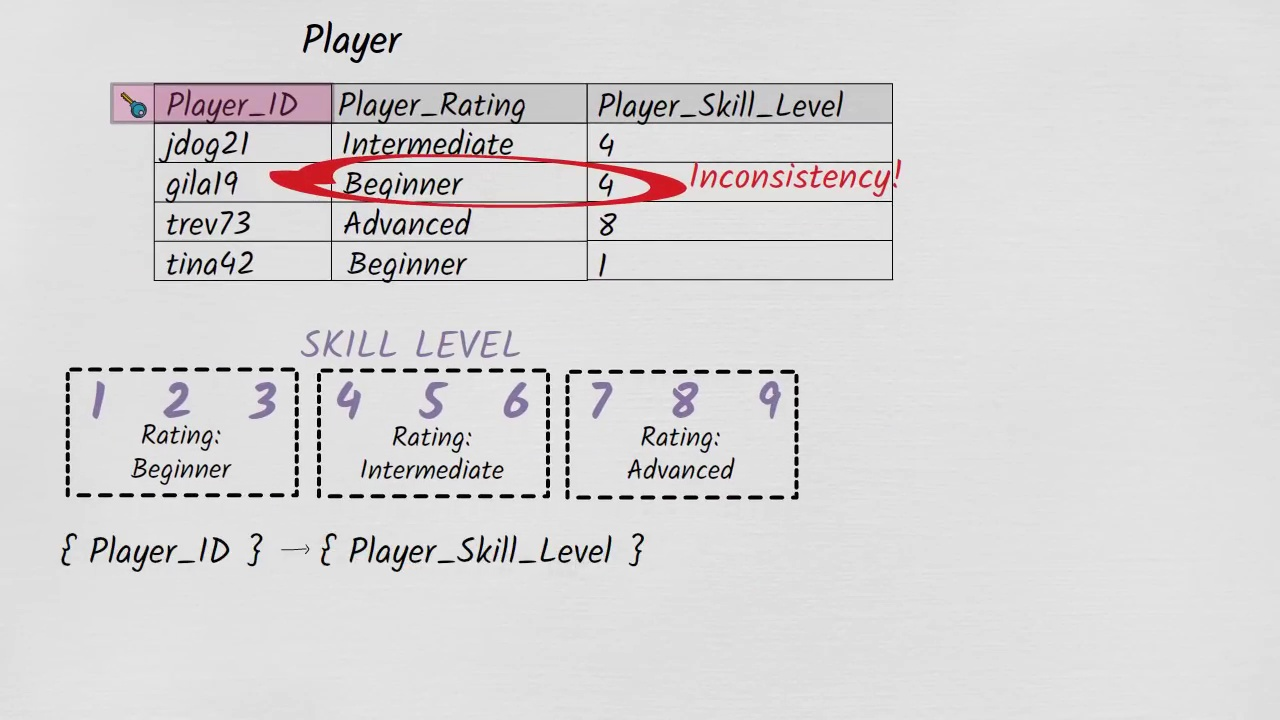 Player
Player_ID Player_Rating Player_Skill_Level
jdog21 Intermediate 4
gila19 Beginner 4 Inconsistency!
trev73 Advanced 8
tina42 Beginner 1
SKILL LEVEL
1 2 3 4 5 6 7 8 9
Rating: Rating: Rating:
Beginner Intermediate Advanced
{ Player_ID } → { Player_Skill_Level }